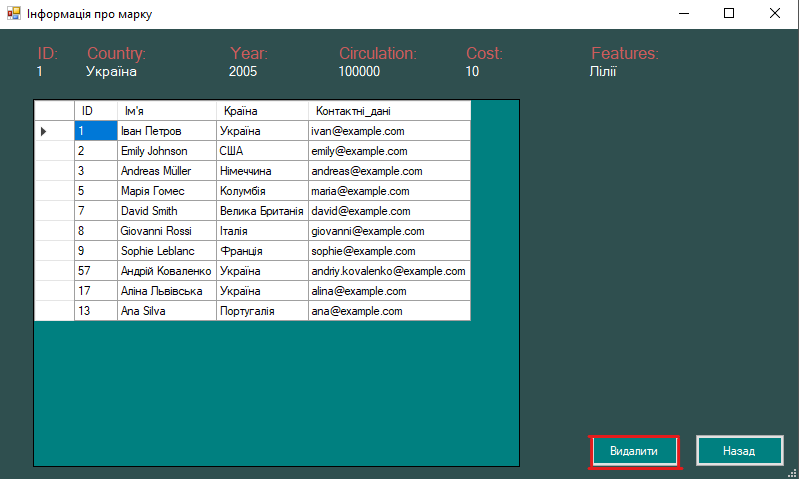 Інформація про марку
ID: Country: Year: Circulation: Cost: Features:
1 Україна 2005 100000 10 Лілії
ID Ім'я Країна Контактні_дані
1 Іван Петров Україна ivan@example.com
2 Emily Johnson США emily@example.com
3 Andreas Müller Німеччина andreas@example.com
5 Марія Гомес Колумбія maria@example.com
7 David Smith Велика Британія david@example.com
8 Giovanni Rossi Італія giovanni@example.com
9 Sophie Leblanc Франція sophie@example.com
57 Андрій Коваленко Україна andriy.kovalenko@example.com
17 Аліна Львівська Україна alina@example.com
13 Ana Silva Португалія ana@example.com
Видалити Назад